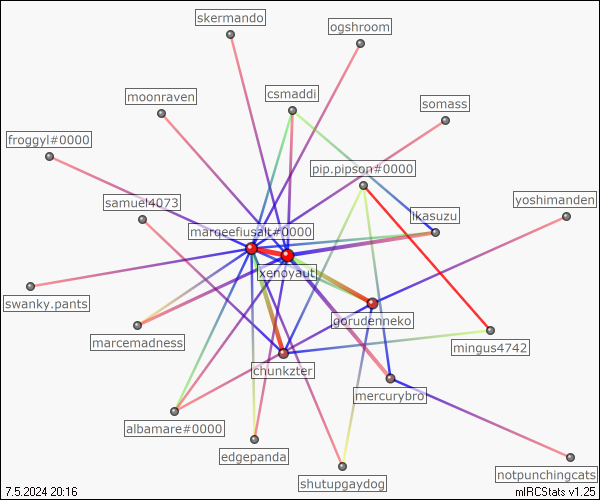 skermando
ogshroom
moonraven
csmaddi
somass
froggyl#0000
pip.pipson#0000
samuel4073
yoshimanden
ikasuzu
marqeefiusalt#0000
xenoyaut
swanky.pants
gorudenneko
marcemadness
mingus4742
chunkzter
mercurybro
albamare#0000
edgepanda
notpunchingcats
shutupgaydog
7.5.2024 20:16
mIRCStats v1.25